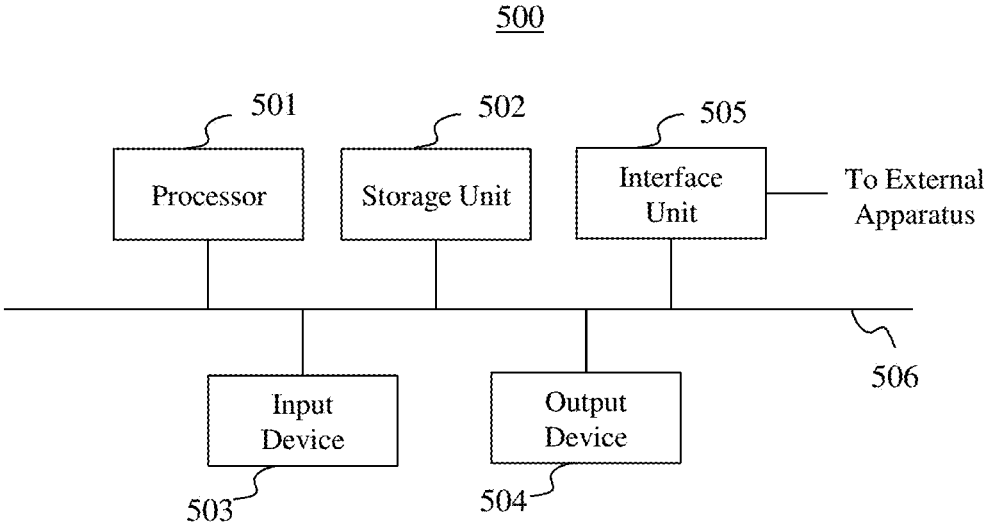 500
501
502
505
Processor
Storage Unit
Interface
Unit
To External
Apparatus
506
Input
Device
Output
Device
503
504